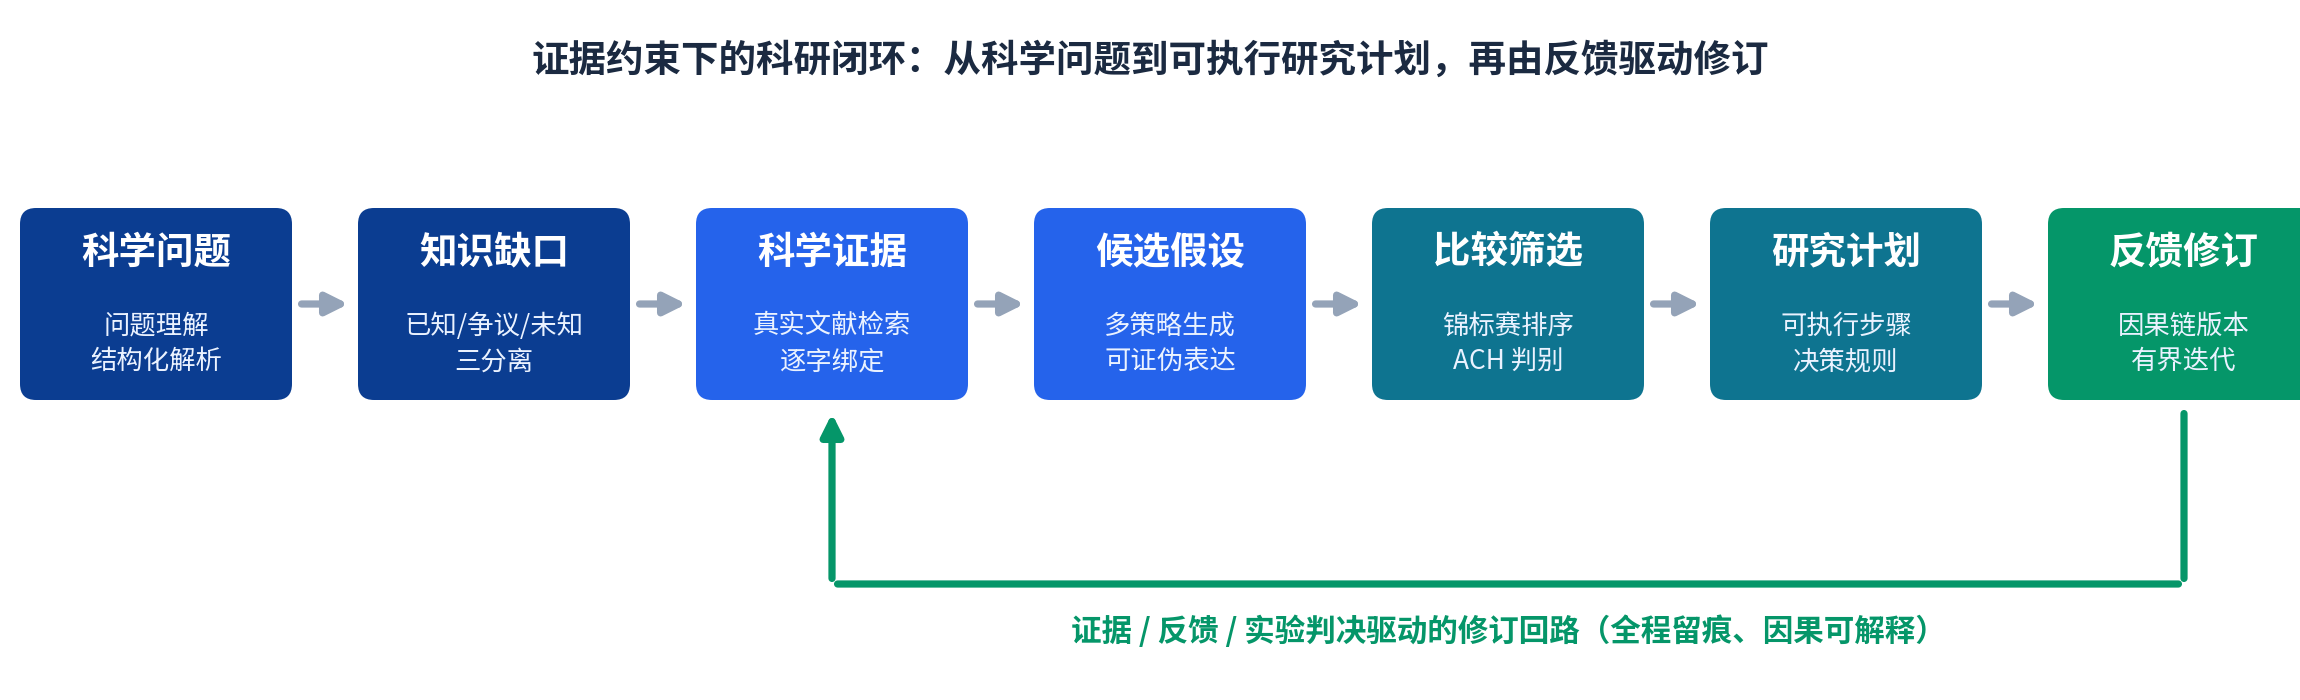 证据约束下的科研闭环：从科学问题到可执行研究计划，再由反馈驱动修订
科学问题
问题理解
结构化解析
知识缺口
已知/争议/未知
三分离
科学证据
真实文献检索
逐字绑定
候选假设
多策略生成
可证伪表达
比较筛选
锦标赛排序
ACH 判别
研究计划
可执行步骤
决策规则
反馈修订
因果链版本
有界迭代
证据 / 反馈 / 实验判决驱动的修订回路（全程留痕、因果可解释）